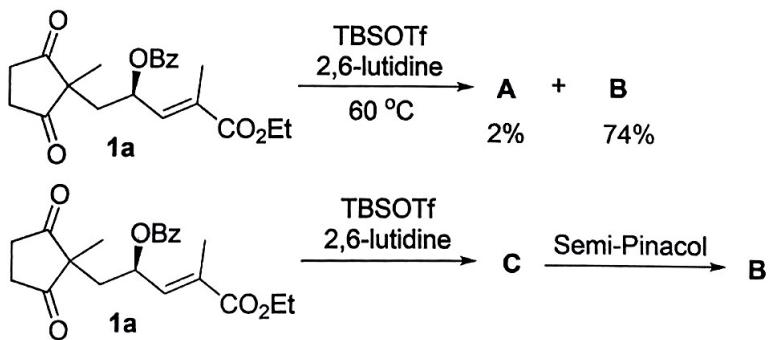 O
OBz
TBSOTf
2,6-lutidine
60 °C
A + B
2% 74%
O
1a
CO2Et
O
OBz
TBSOTf
2,6-lutidine
C
Semi-Pinacol
B
O
1a
CO2Et